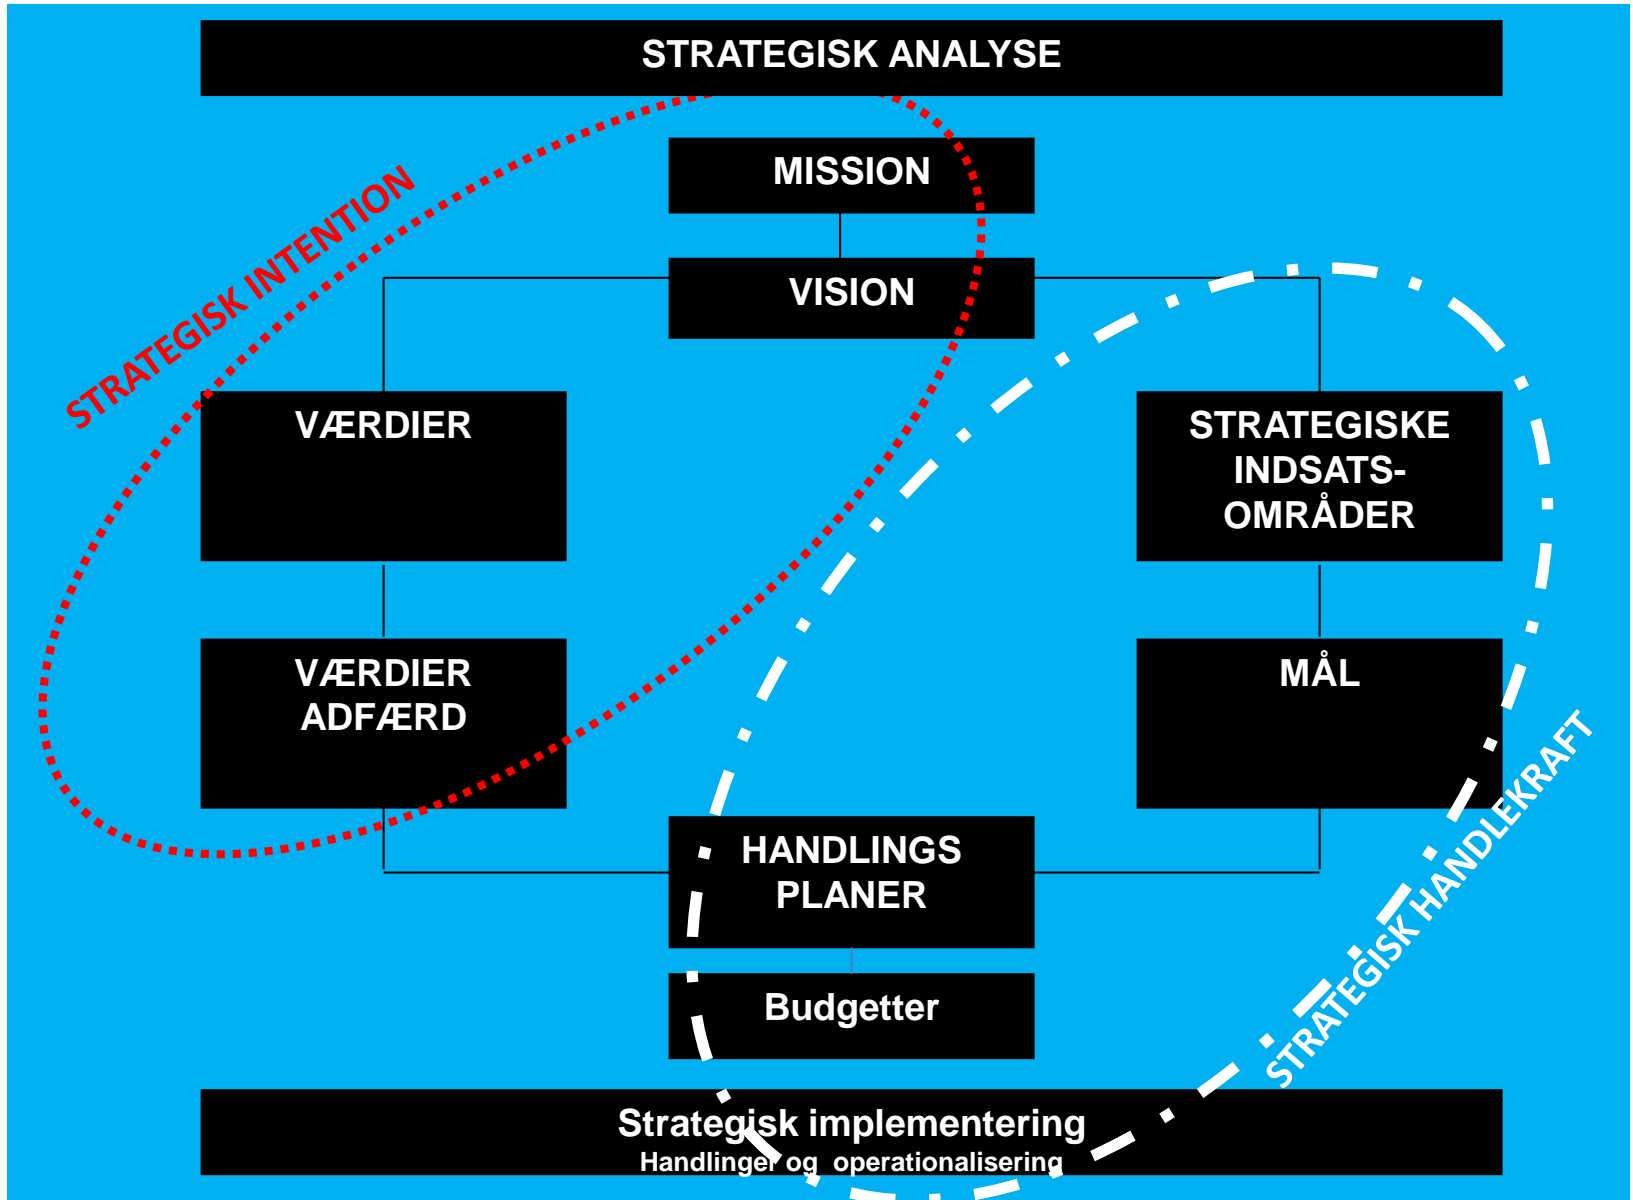 STRATEGISK ANALYSE
MISSION
STRATEGISK INTENTION
VISION
VÆRDIER
STRATEGISKE
INDSATS-
OMRÅDER
VÆRDIER
ADFÆRD
MÅL
STRATEGISK HANDLEKRAFT
HANDLINGS
PLANER
Budgetter
Strategisk implementering
Handlinger og operationalisering